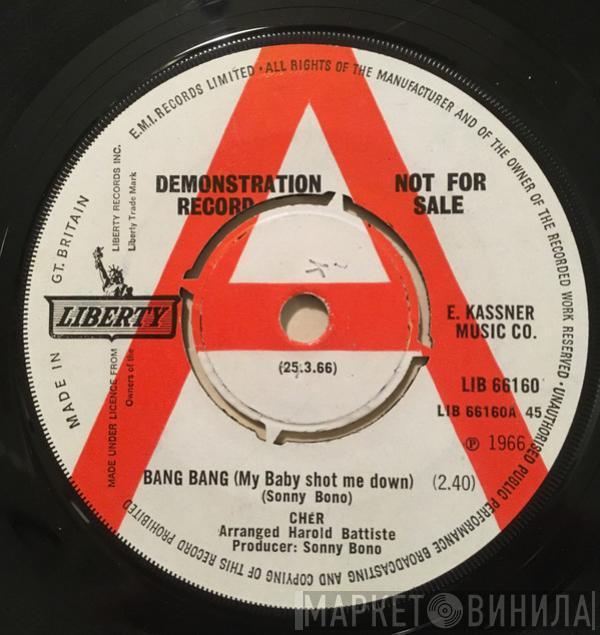 E.M.I. RECORDS LIMITED · ALL RIGHTS OF THE MANUFACTURER AND OF THE OWNER OF THE RECORDED WORK RESERVED · UNAUTHORISED PUBLIC PERFORMANCE BROADCASTING AND COPYING OF THIS RECORD PROHIBITED
MADE IN GT. BRITAIN
LIBERTY RECORDS INC.
Liberty Trade Mark
MADE UNDER LICENCE FROM
Owners of the
DEMONSTRATION
RECORD
NOT FOR
SALE
A
LIBERTY
E. KASSNER
MUSIC CO.
(25.3.66)
LIB 66160
LIB 66160A 45
℗ 1966
BANG BANG (My Baby shot me down) (2.40)
(Sonny Bono)
CHÉR
Arranged Harold Battiste
Producer: Sonny Bono
МАРКЕТ ВИНИЛА